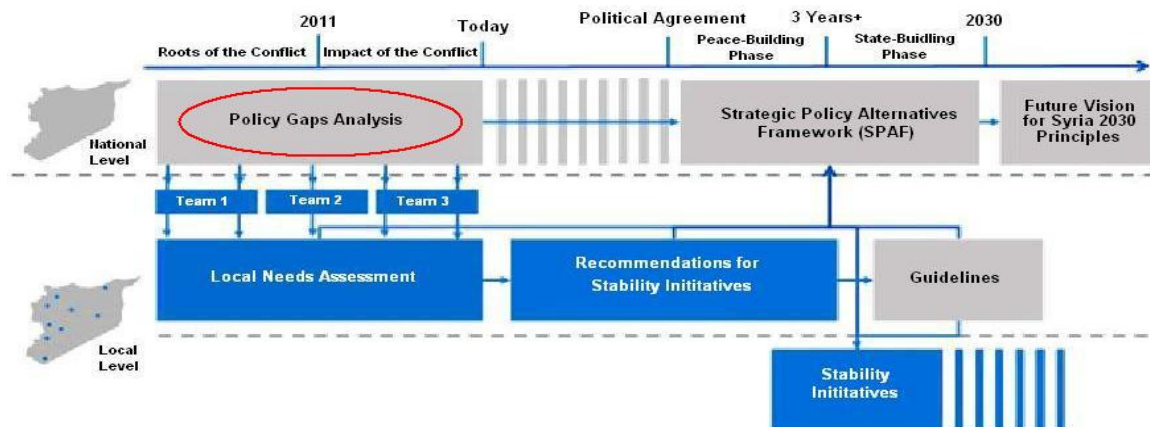 2011
Today
Political Agreement
3 Years+
2030
Roots of the Conflict
Impact of the Conflict
Peace-Building
Phase
State-Buidling
Phase
National
Level
Policy Gaps Analysis
Strategic Policy Alternatives
Framework (SPAF)
Future Vision
for Syria 2030
Principles
Team 1
Team 2
Team 3
Local Needs Assessment
Recommendations for
Stability Inititatives
Guidelines
Local
Level
Stability
Inititatives